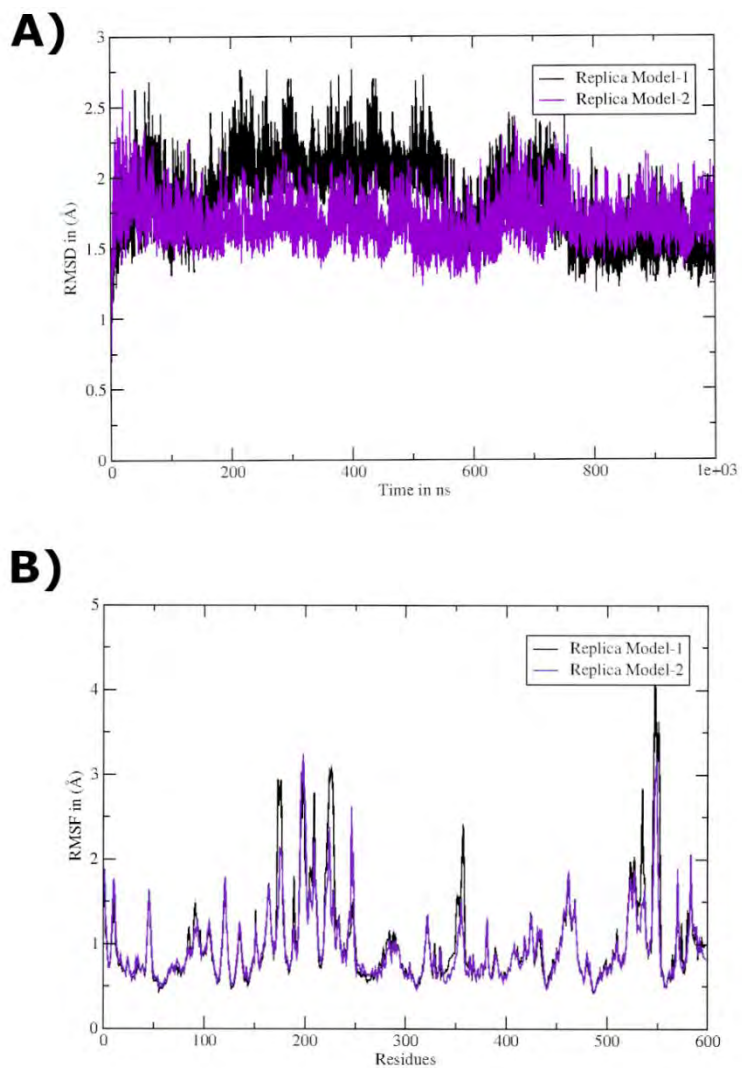 A)
3
2.5
2
1.5
1
0.5
0
RMSD in (Å)
Replica Model-1
Replica Model-2
0 200 400 600 800 1e+03
Time in ns
B)
5
4
3
2
1
0
RMSF in (Å)
Replica Model-1
Replica Model-2
0 100 200 300 400 500 600
Residues